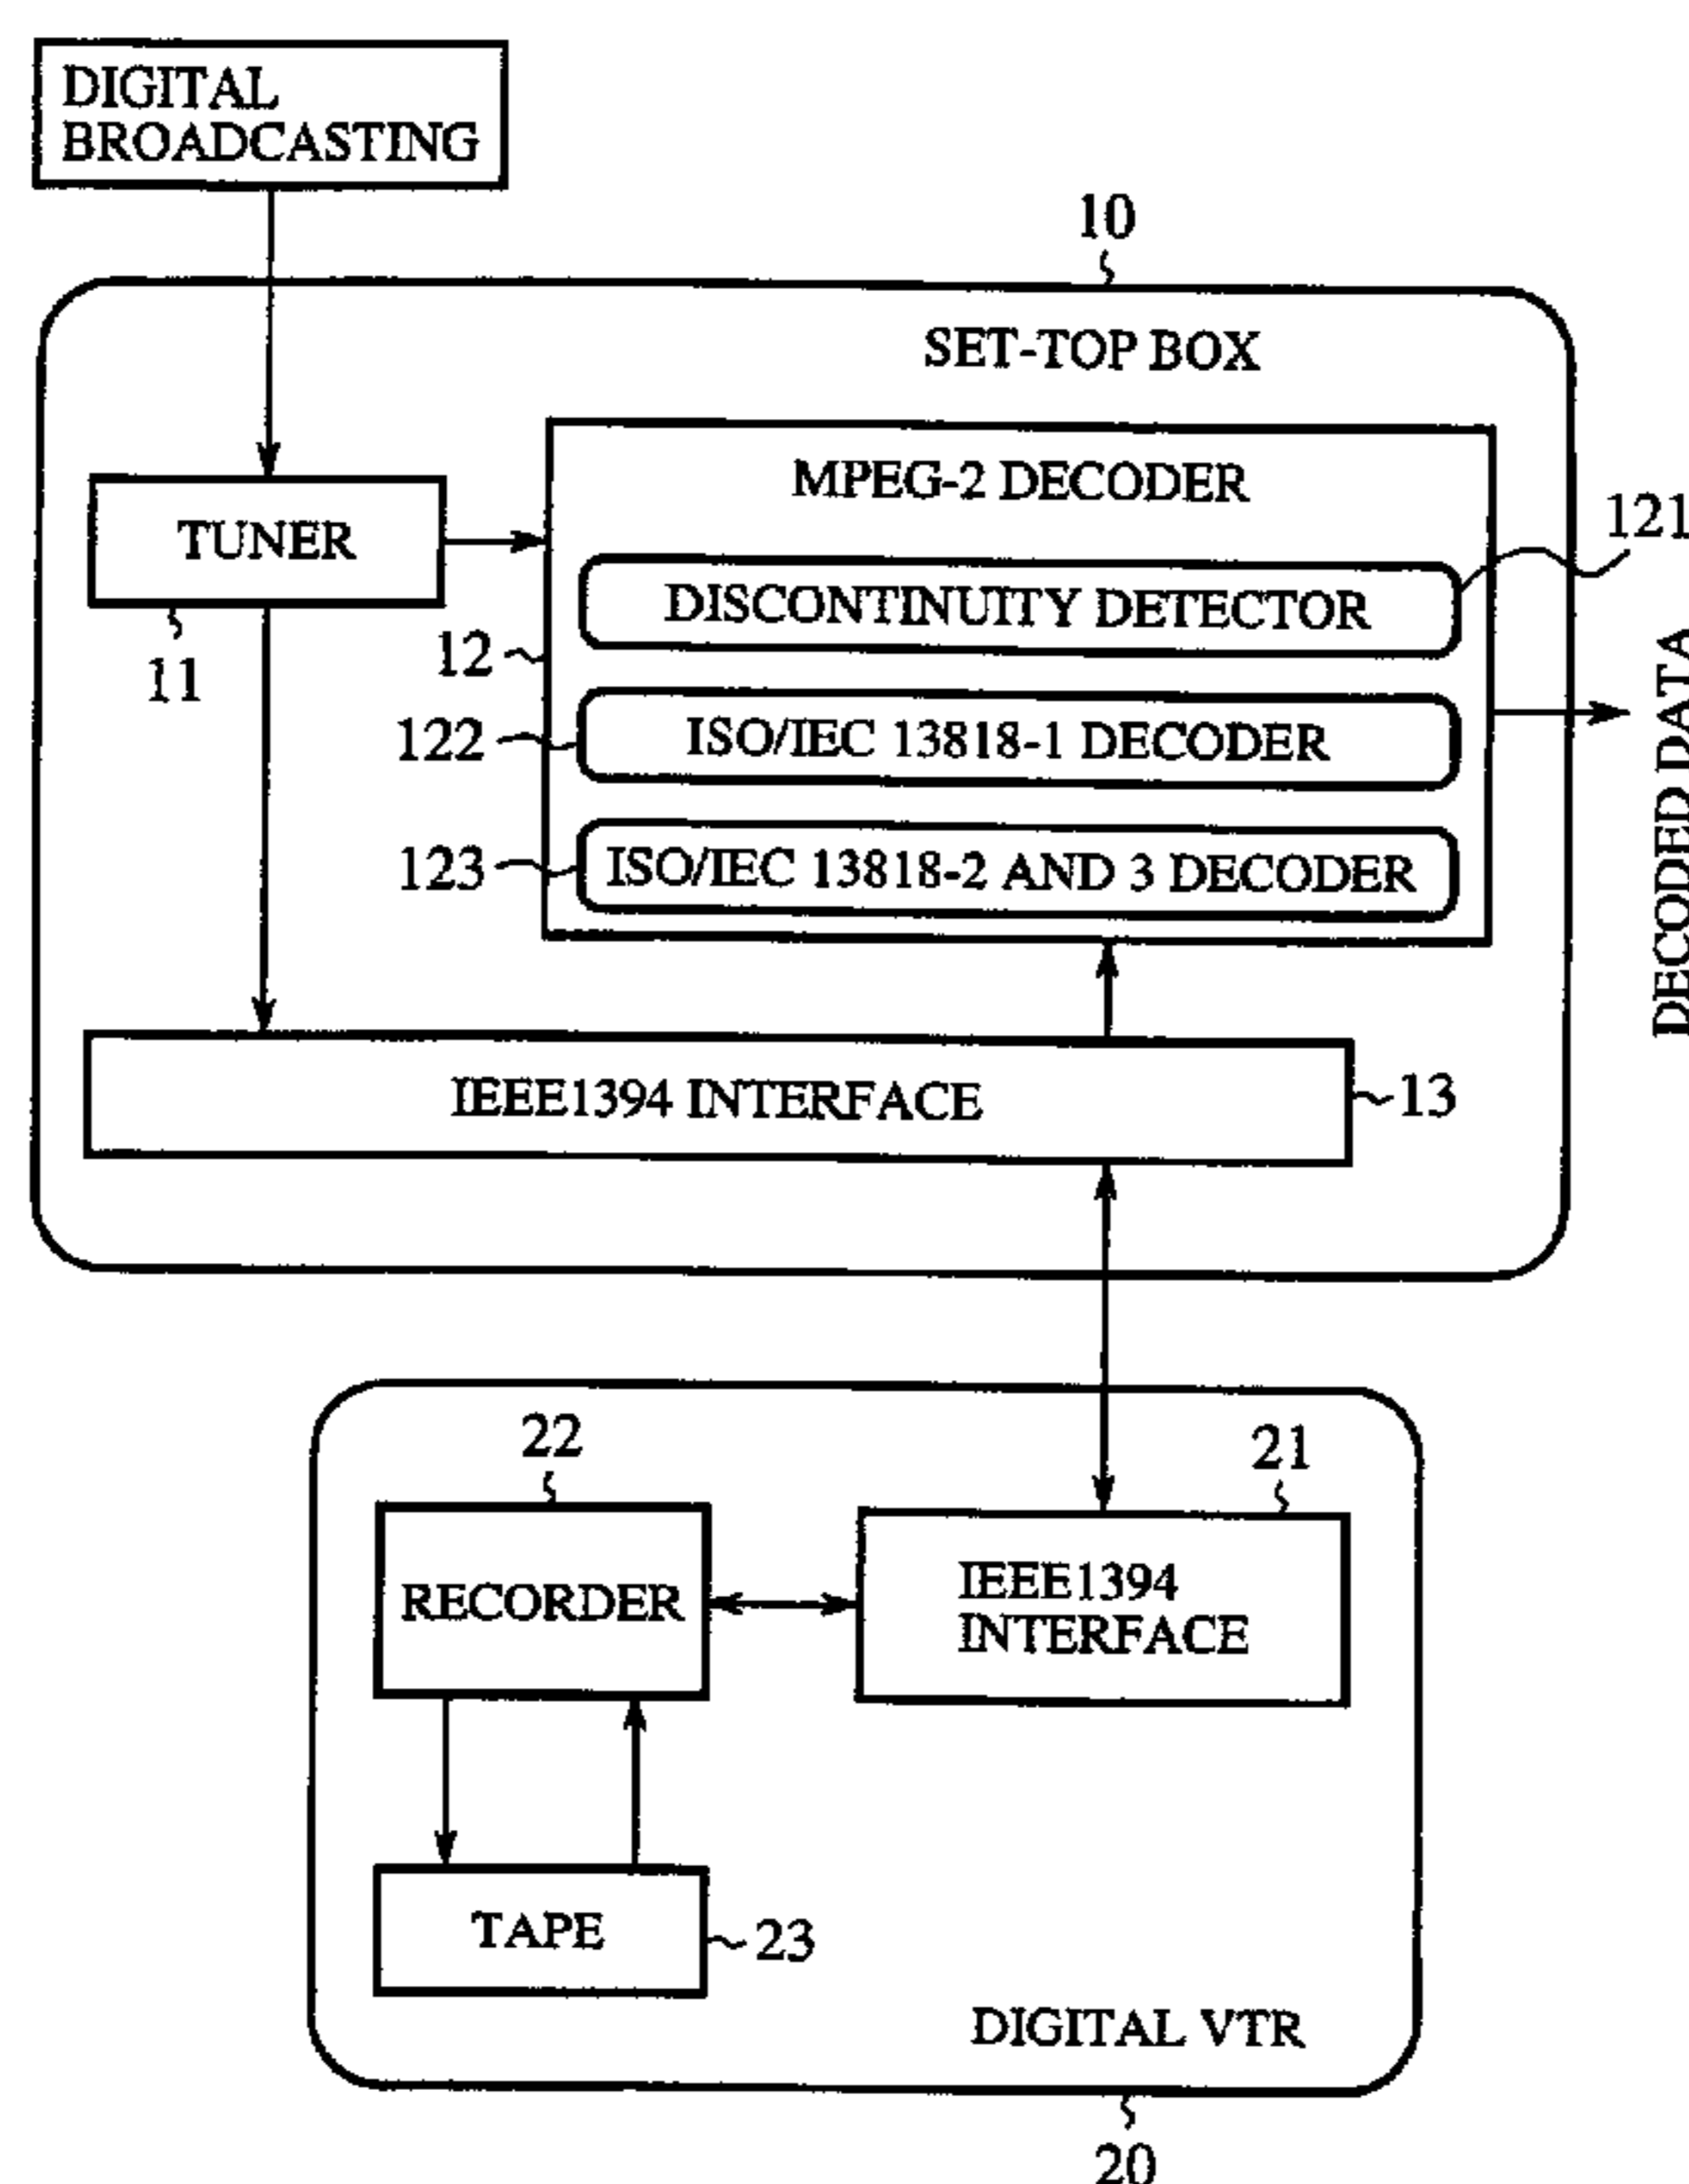 DIGITAL
BROADCASTING
10
SET-TOP BOX
MPEG-2 DECODER
121
TUNER
DISCONTINUITY DETECTOR
11
12
122
ISO/IEC 13818-1 DECODER
123
ISO/IEC 13818-2 AND 3 DECODER
DECODED DATA
IEEE1394 INTERFACE
13
22
21
RECORDER
IEEE1394
INTERFACE
TAPE
23
DIGITAL VTR
20